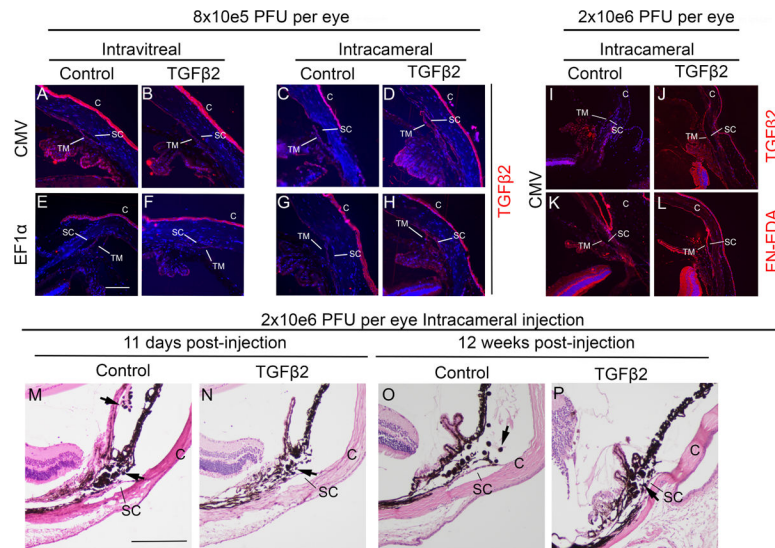 8x10e5 PFU per eye
2x10e6 PFU per eye
Intravitreal
Intracameral
Intracameral
Control
TGFβ2
Control
TGFβ2
Control
TGFβ2
CMV
A
C
SC
TM
B
C
SC
TM
C
C
SC
TM
D
C
SC
TM
TGFβ2
CMV
I
C
TM
SC
J
C
TM
SC
TGFβ2
EF1α
E
C
SC
TM
F
C
SC
TM
G
C
TM
SC
H
C
TM
SC
K
C
TM
SC
L
C
TM
SC
FN-EDA
2x10e6 PFU per eye Intracameral injection
11 days post-injection
12 weeks post-injection
Control
TGFβ2
Control
TGFβ2
M
C
SC
N
C
SC
O
C
SC
P
C
SC